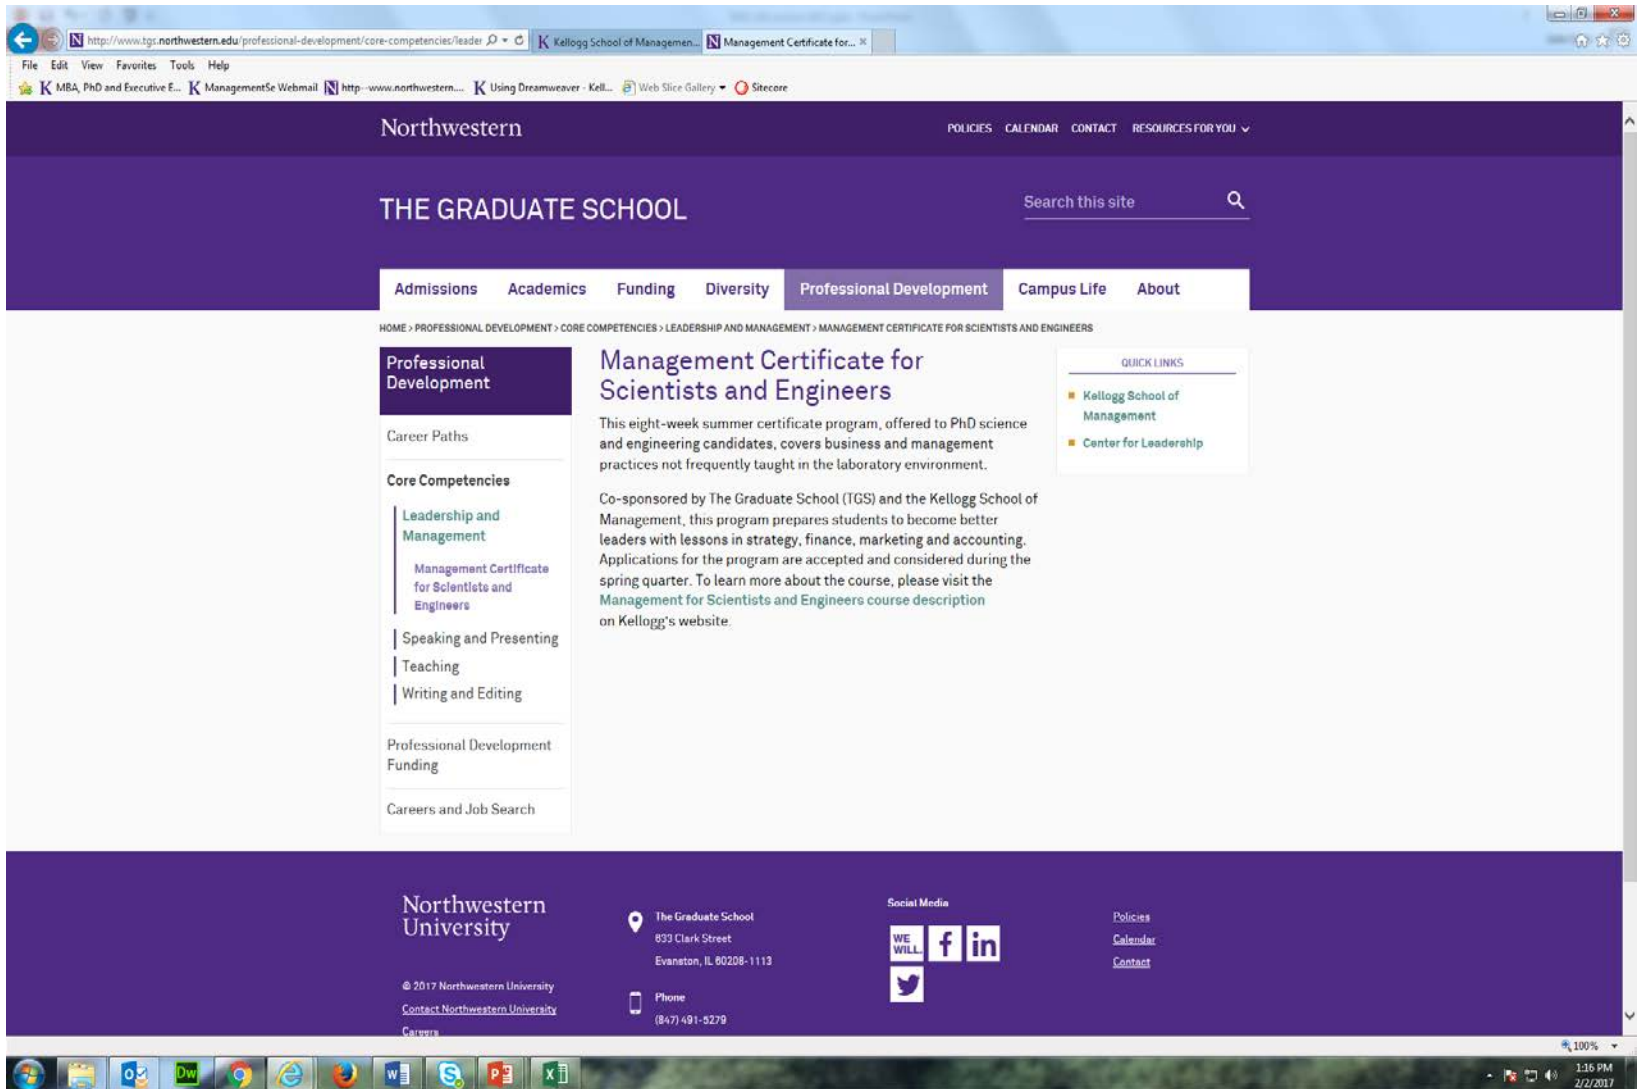 http://www.tgs.northwestern.edu/professional-development/core-competencies/leader
Kellogg School of Managemen...
Management Certificate for...
File Edit View Favorites Tools Help
MBA, PhD and Executive E... ManagementSe Webmail http--www.northwestern.... Using Dreamweaver - Kell... Web Slice Gallery Sitecore
Northwestern
POLICIES CALENDAR CONTACT RESOURCES FOR YOU
THE GRADUATE SCHOOL
Search this site
Admissions Academics Funding Diversity Professional Development Campus Life About
HOME > PROFESSIONAL DEVELOPMENT > CORE COMPETENCIES > LEADERSHIP AND MANAGEMENT > MANAGEMENT CERTIFICATE FOR SCIENTISTS AND ENGINEERS
Professional
Development
Career Paths
Core Competencies
Leadership and
Management
Management Certificate
for Scientists and
Engineers
Speaking and Presenting
Teaching
Writing and Editing
Professional Development
Funding
Careers and Job Search
Management Certificate for
Scientists and Engineers
This eight-week summer certificate program, offered to PhD science
and engineering candidates, covers business and management
practices not frequently taught in the laboratory environment.
Co-sponsored by The Graduate School (TGS) and the Kellogg School of
Management, this program prepares students to become better
leaders with lessons in strategy, finance, marketing and accounting.
Applications for the program are accepted and considered during the
spring quarter. To learn more about the course, please visit the
Management for Scientists and Engineers course description
on Kellogg's website.
QUICK LINKS
Kellogg School of
Management
Center for Leadership
Northwestern
University
© 2017 Northwestern University
Contact Northwestern University
Careers
The Graduate School
633 Clark Street
Evanston, IL 60208-1113
Phone
(847) 491-5279
Social Media
WE
WILL.
f in
Policies
Calendar
Contact
100%
1:16 PM
2/2/2017